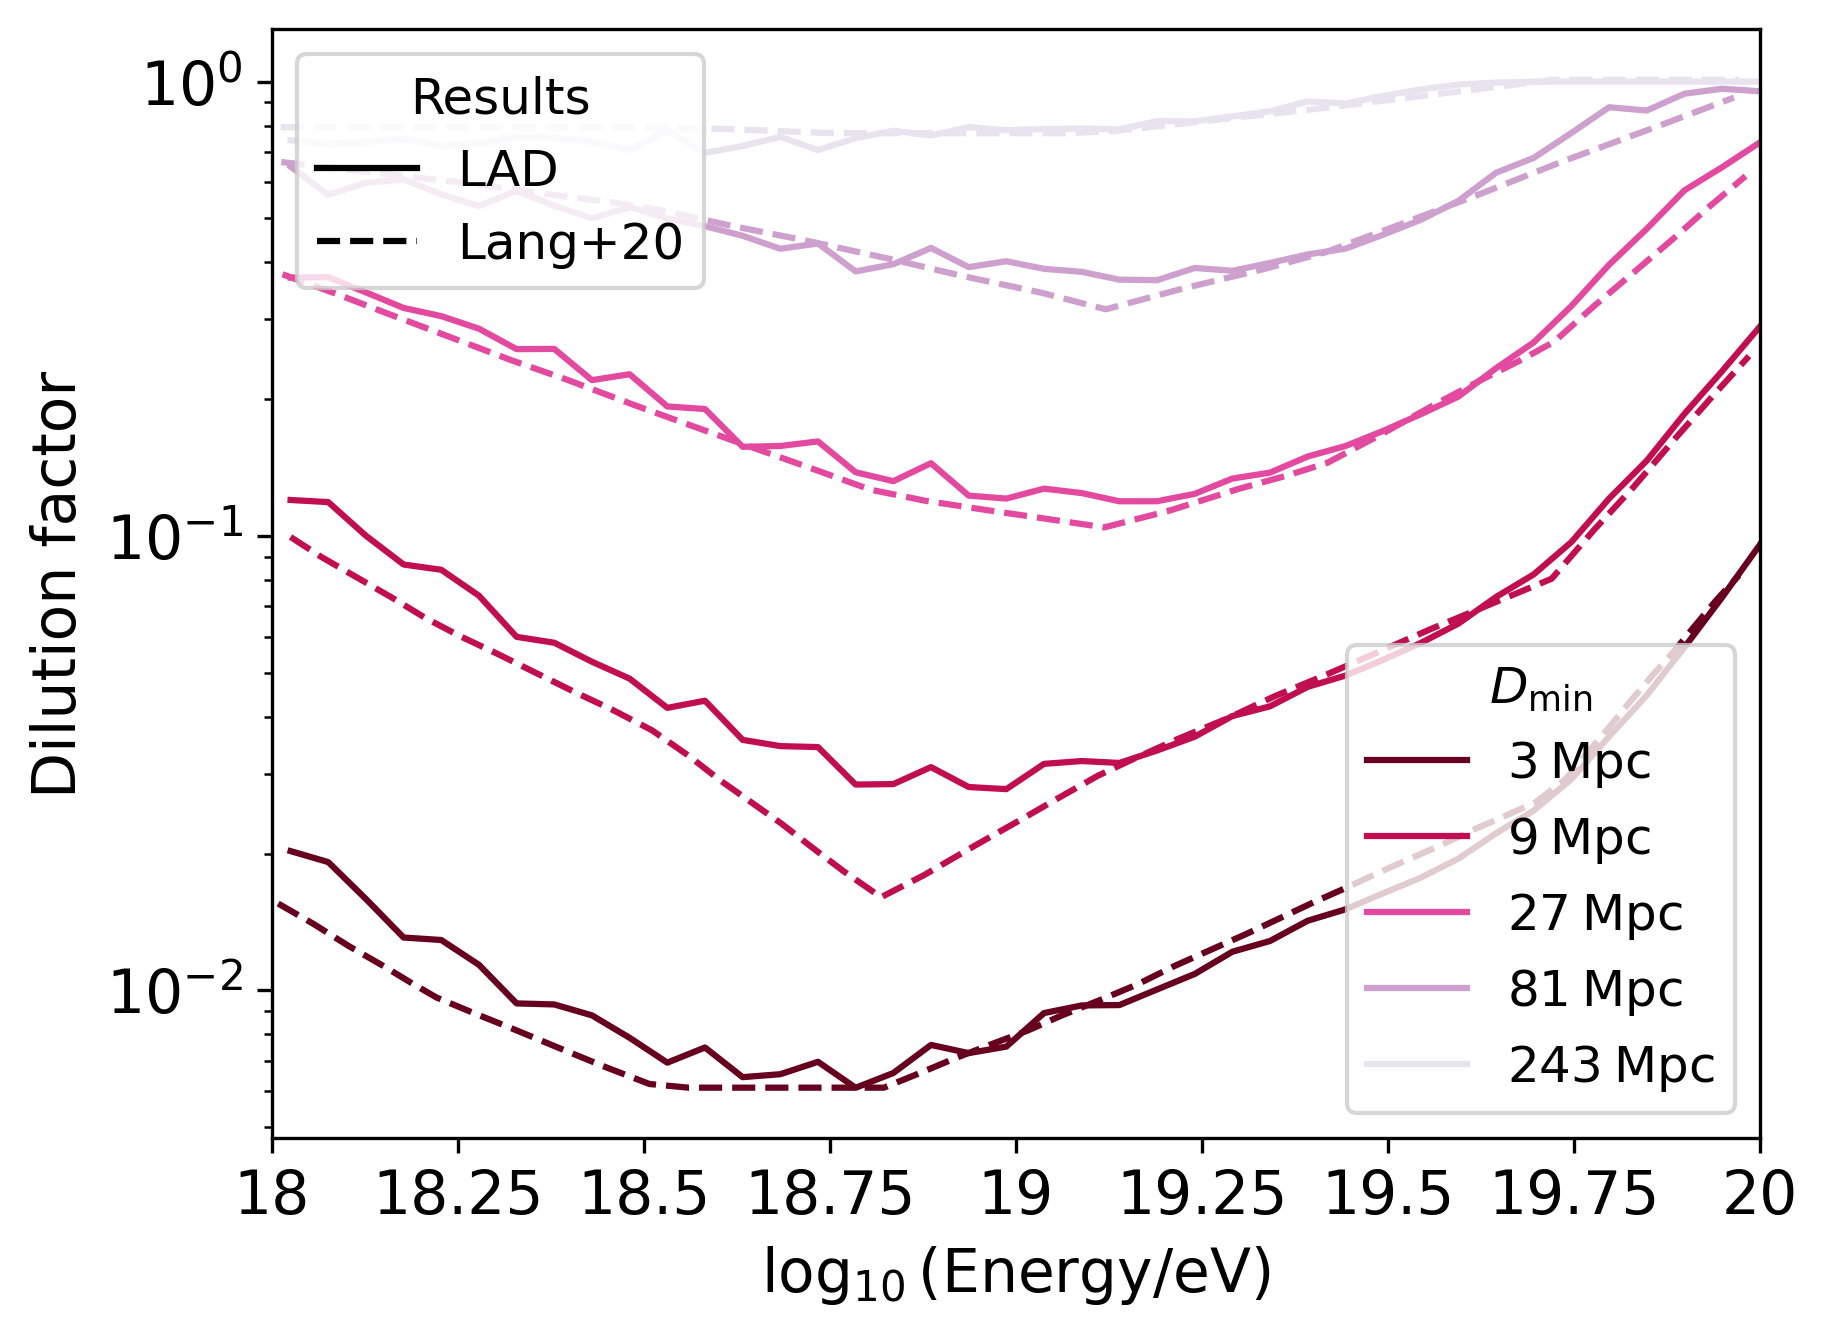 Dilution factor
10⁰
10⁻¹
10⁻²
Results
LAD
Lang+20
D_min
3 Mpc
9 Mpc
27 Mpc
81 Mpc
243 Mpc
18 18.25 18.5 18.75 19 19.25 19.5 19.75 20
log₁₀ (Energy/eV)